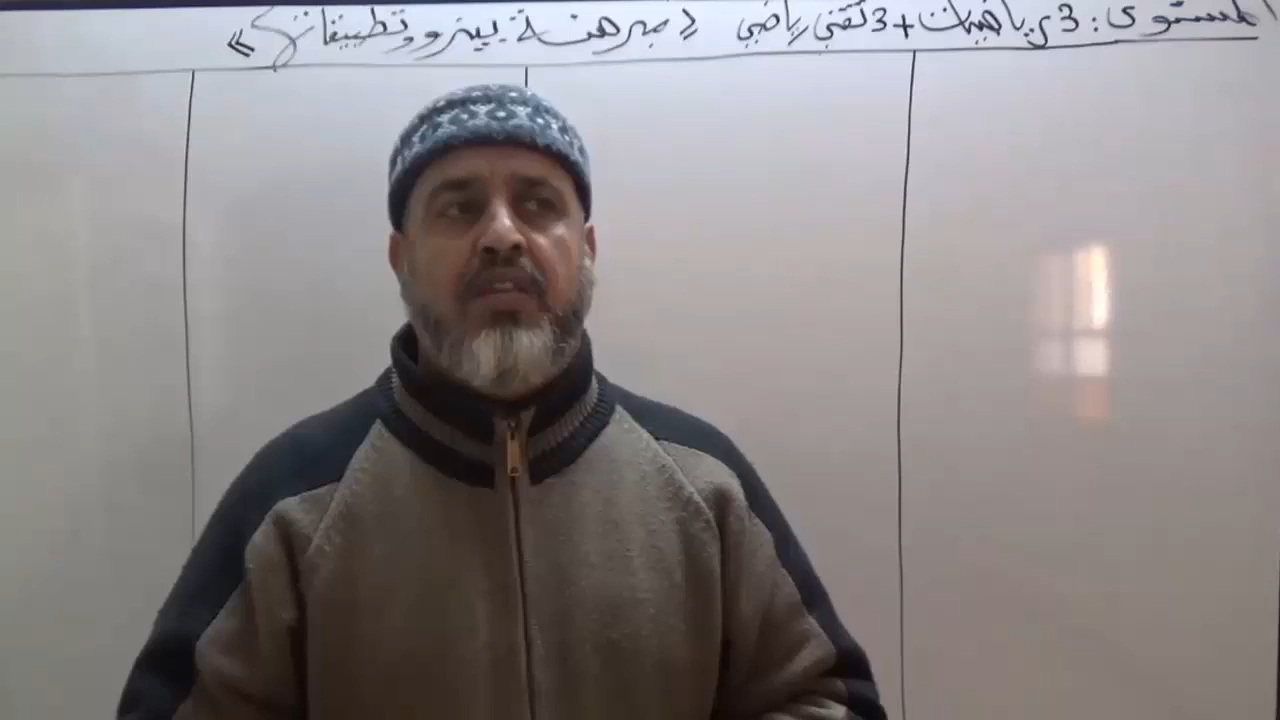 المستوى: 3 رياضيات + 3 تقني رياضي « مبرهنة بيزو وتطبيقاتها »